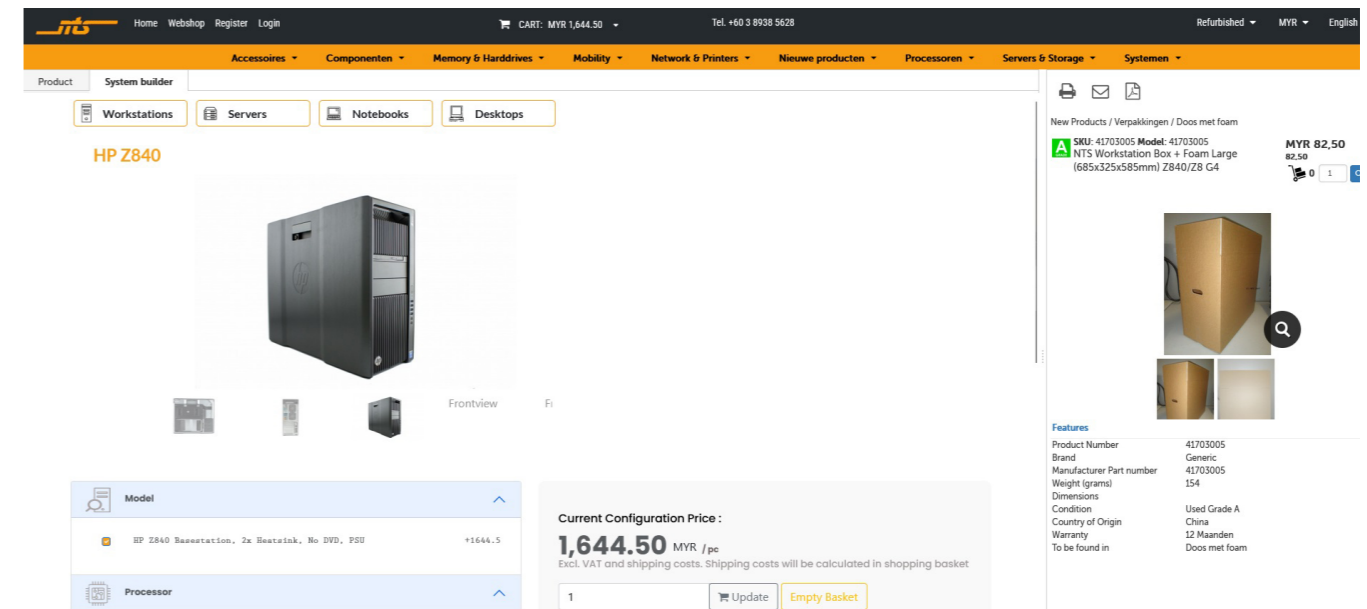 nts
Home Webshop Register Login
CART: MYR 1,644.50
Tel. +60 3 8938 5628
Refurbished MYR English
Accessoires Componenten Memory & Harddrives Mobility Network & Printers Nieuwe producten Processoren Servers & Storage Systemen
Product System builder
Workstations Servers Notebooks Desktops
HP Z840
Frontview
Model
HP Z840 Basestation, 2x Heatsink, No DVD, PSU +1644.5
Processor
Current Configuration Price :
1,644.50 MYR / pc
Excl. VAT and shipping costs. Shipping costs will be calculated in shopping basket
1 Update Empty Basket
New Products / Verpakkingen / Doos met foam
A SKU: 41703005 Model: 41703005
NTS Workstation Box + Foam Large
(685x325x585mm) Z840/Z8 G4
MYR 82,50
82,50
0 1
Features
Product Number 41703005
Brand Generic
Manufacturer Part number 41703005
Weight (grams) 154
Dimensions
Condition Used Grade A
Country of Origin China
Warranty 12 Maanden
To be found in Doos met foam